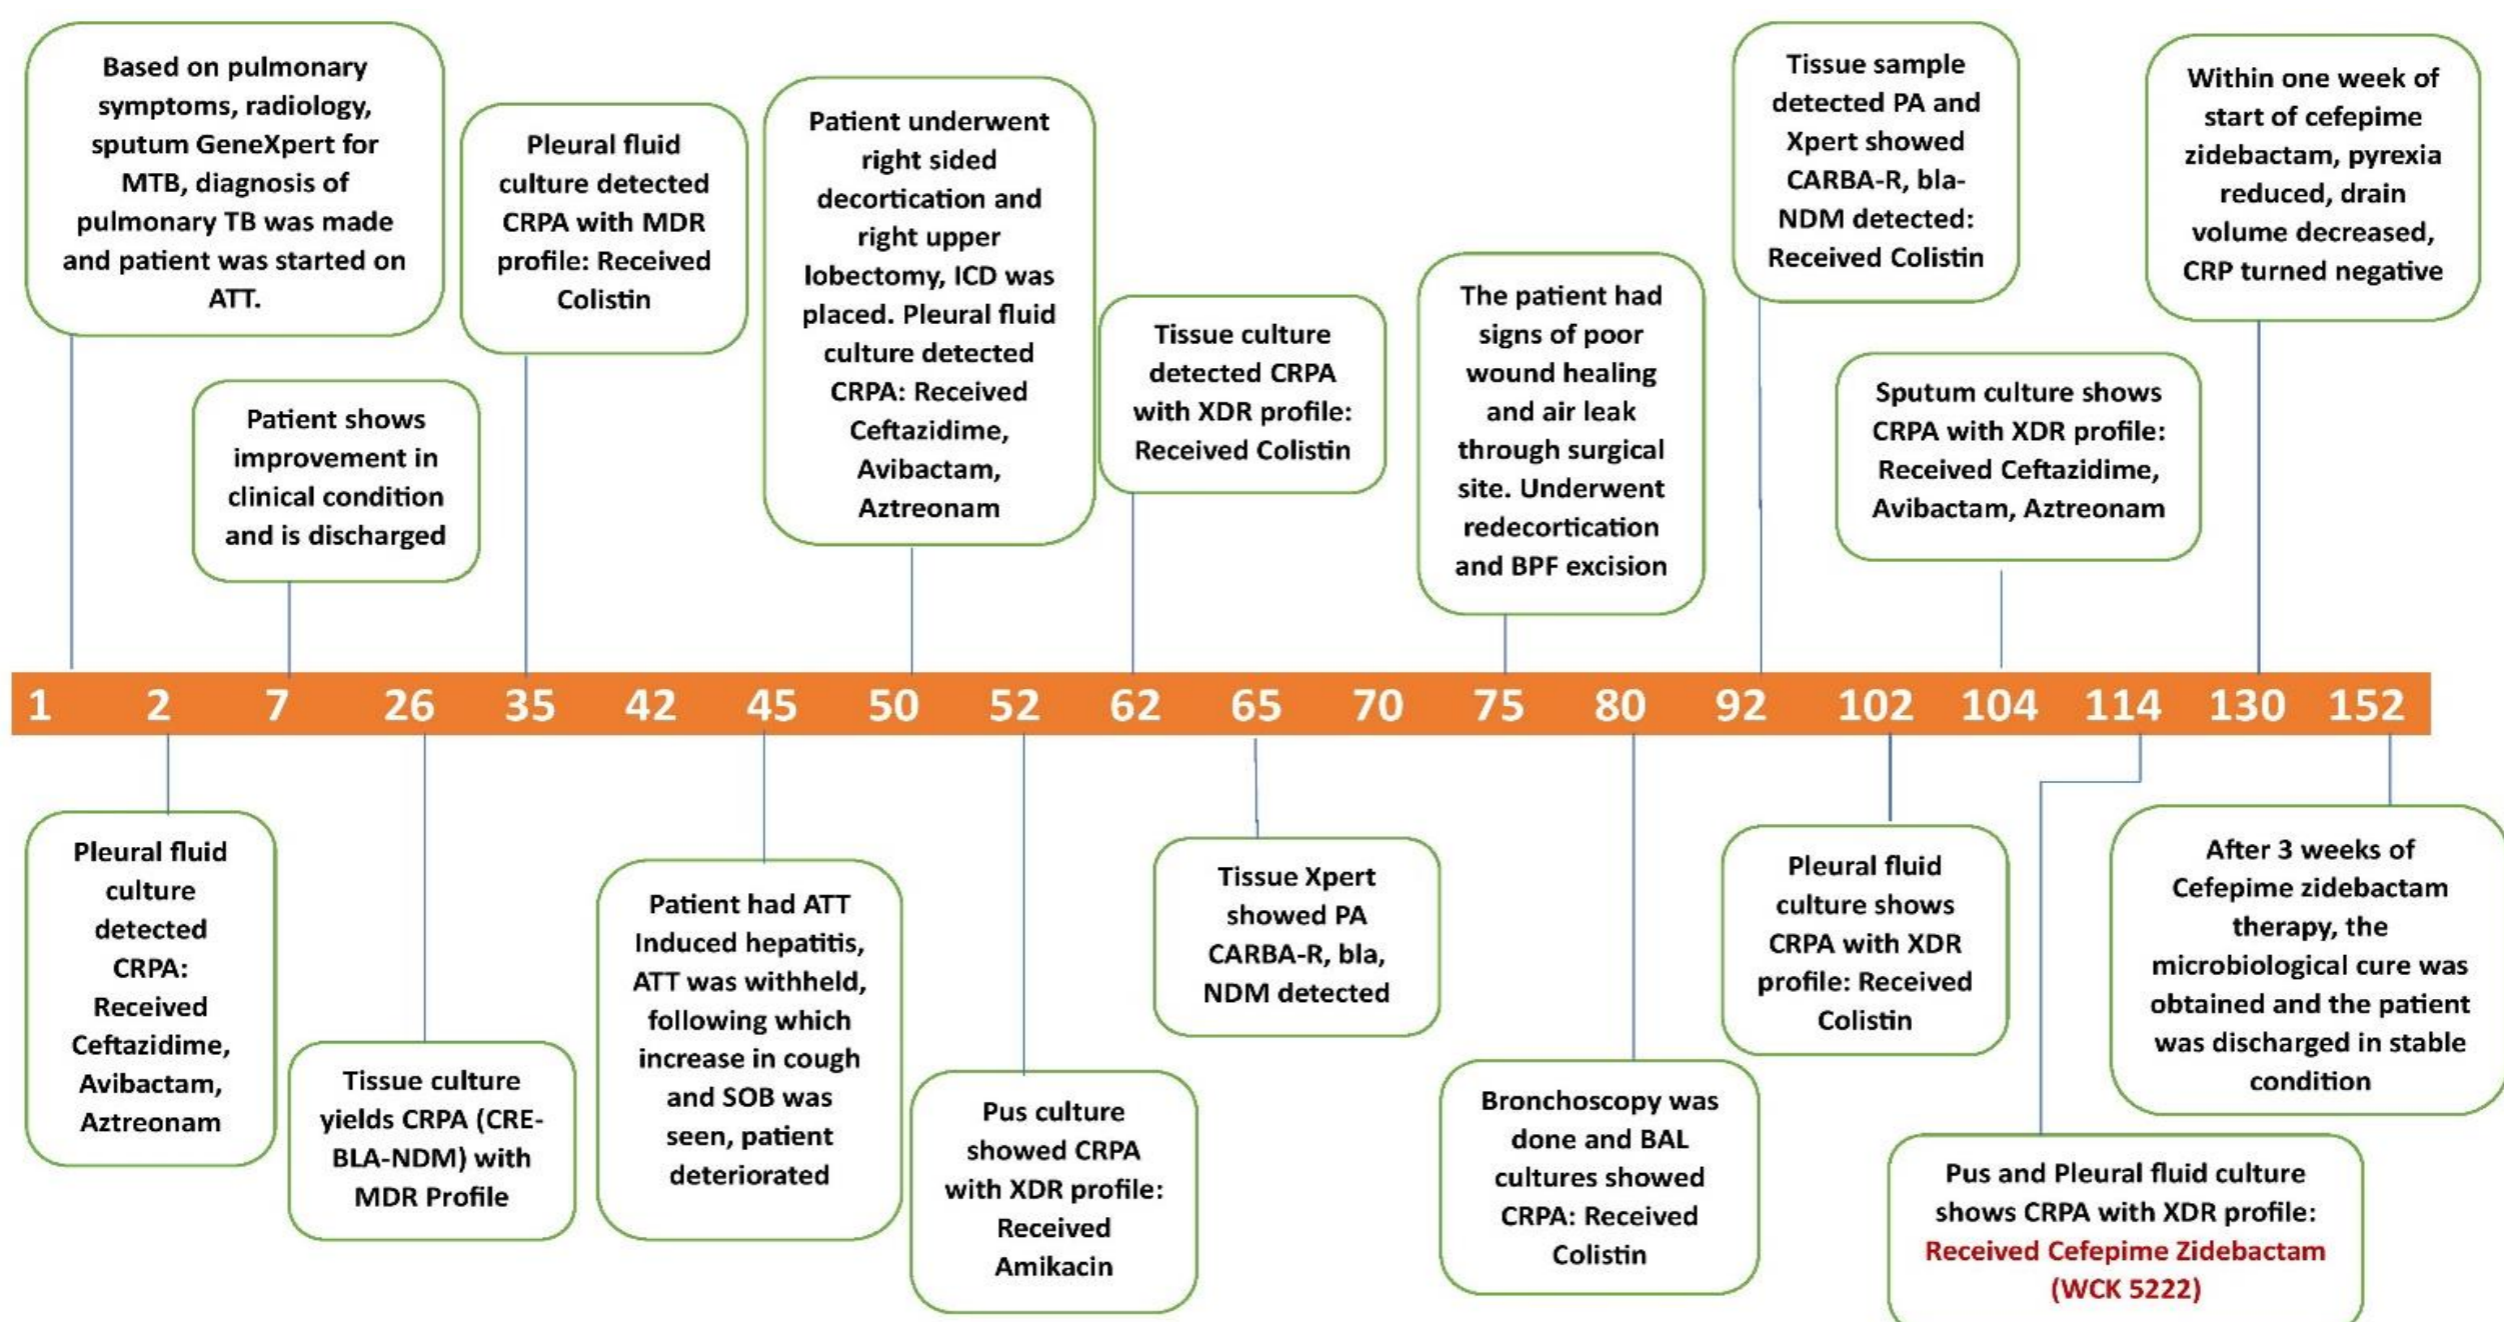 Based on pulmonary
symptoms, radiology,
sputum GeneXpert for
MTB, diagnosis of
pulmonary TB was made
and patient was started on
ATT.
Patient shows
improvement in
clinical condition
and is discharged
Pleural fluid
culture detected
CRPA with MDR
profile: Received
Colistin
Patient underwent
right sided
decortication and
right upper
lobectomy, ICD was
placed. Pleural fluid
culture detected
CRPA: Received
Ceftazidime,
Avibactam,
Aztreonam
Tissue culture
detected CRPA
with XDR profile:
Received Colistin
The patient had
signs of poor
wound healing
and air leak
through surgical
site. Underwent
redecortication
and BPF excision
Tissue sample
detected PA and
Xpert showed
CARBA-R, bla-
NDM detected:
Received Colistin
Sputum culture shows
CRPA with XDR profile:
Received Ceftazidime,
Avibactam, Aztreonam
Within one week of
start of cefepime
zidebactam, pyrexia
reduced, drain
volume decreased,
CRP turned negative
1 2 7 26 35 42 45 50 52 62 65 70 75 80 92 102 104 114 130 152
Pleural fluid
culture
detected
CRPA:
Received
Ceftazidime,
Avibactam,
Aztreonam
Tissue culture
yields CRPA (CRE-
BLA-NDM) with
MDR Profile
Patient had ATT
Induced hepatitis,
ATT was withheld,
following which
increase in cough
and SOB was
seen, patient
deteriorated
Pus culture
showed CRPA
with XDR profile:
Received
Amikacin
Tissue Xpert
showed PA
CARBA-R, bla,
NDM detected
Bronchoscopy was
done and BAL
cultures showed
CRPA: Received
Colistin
Pleural fluid
culture shows
CRPA with XDR
profile: Received
Colistin
Pus and Pleural fluid culture
shows CRPA with XDR profile:
Received Cefepime Zidebactam
(WCK 5222)
After 3 weeks of
Cefepime zidebactam
therapy, the
microbiological cure was
obtained and the patient
was discharged in stable
condition